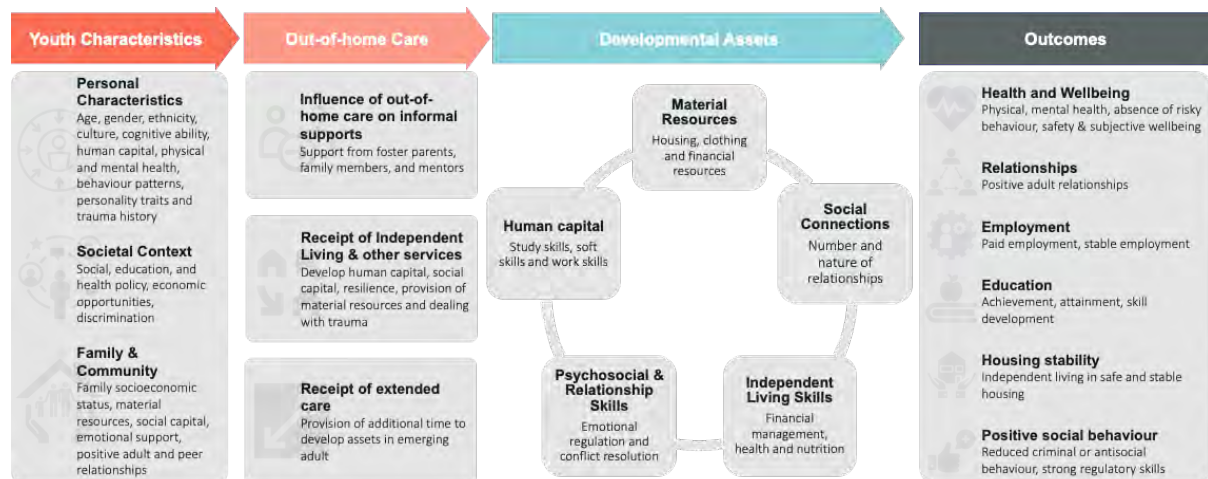 Youth Characteristics
Out-of-home Care
Developmental Assets
Outcomes
Personal
Characteristics
Age, gender, ethnicity,
culture, cognitive ability,
human capital, physical
and mental health,
behaviour patterns,
personality traits and
trauma history
Societal Context
Social, education, and
health policy, economic
opportunities,
discrimination
Family &
Community
Family socioeconomic
status, material
resources, social capital,
emotional support,
positive adult and peer
relationships
Influence of out-of-
home care on informal
supports
Support from foster parents,
family members, and mentors
Receipt of Independent
Living & other services
Develop human capital, social
capital, resilience, provision of
material resources and dealing
with trauma
Receipt of extended
care
Provision of additional time to
develop assets in emerging
adult
Material
Resources
Housing, clothing
and financial
resources
Human capital
Study skills, soft
skills and work skills
Social
Connections
Number and
nature of
relationships
Psychosocial &
Relationship
Skills
Emotional
regulation and
conflict resolution
Independent
Living Skills
Financial
management,
health and nutrition
Health and Wellbeing
Physical, mental health, absence of risky
behaviour, safety & subjective wellbeing
Relationships
Positive adult relationships
Employment
Paid employment, stable employment
Education
Achievement, attainment, skill
development
Housing stability
Independent living in safe and stable
housing
Positive social behaviour
Reduced criminal or antisocial
behaviour, strong regulatory skills